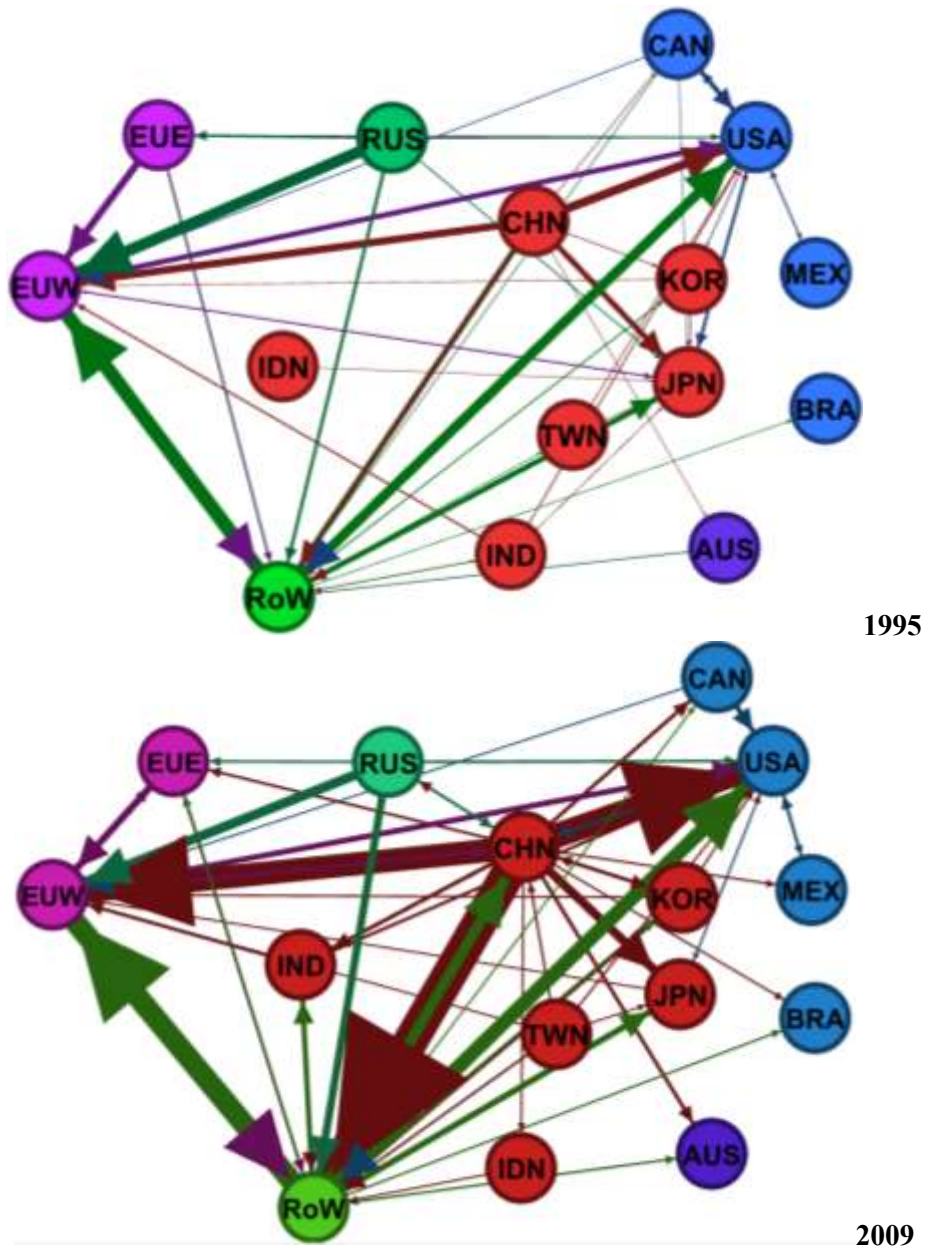 CAN
EUE
RUS
USA
CHN
EUW
KOR
MEX
IDN
JPN
BRA
TWN
IND
AUS
RoW
1995
CAN
EUE
RUS
USA
CHN
EUW
KOR
MEX
IND
JPN
BRA
TWN
IDN
AUS
RoW
2009